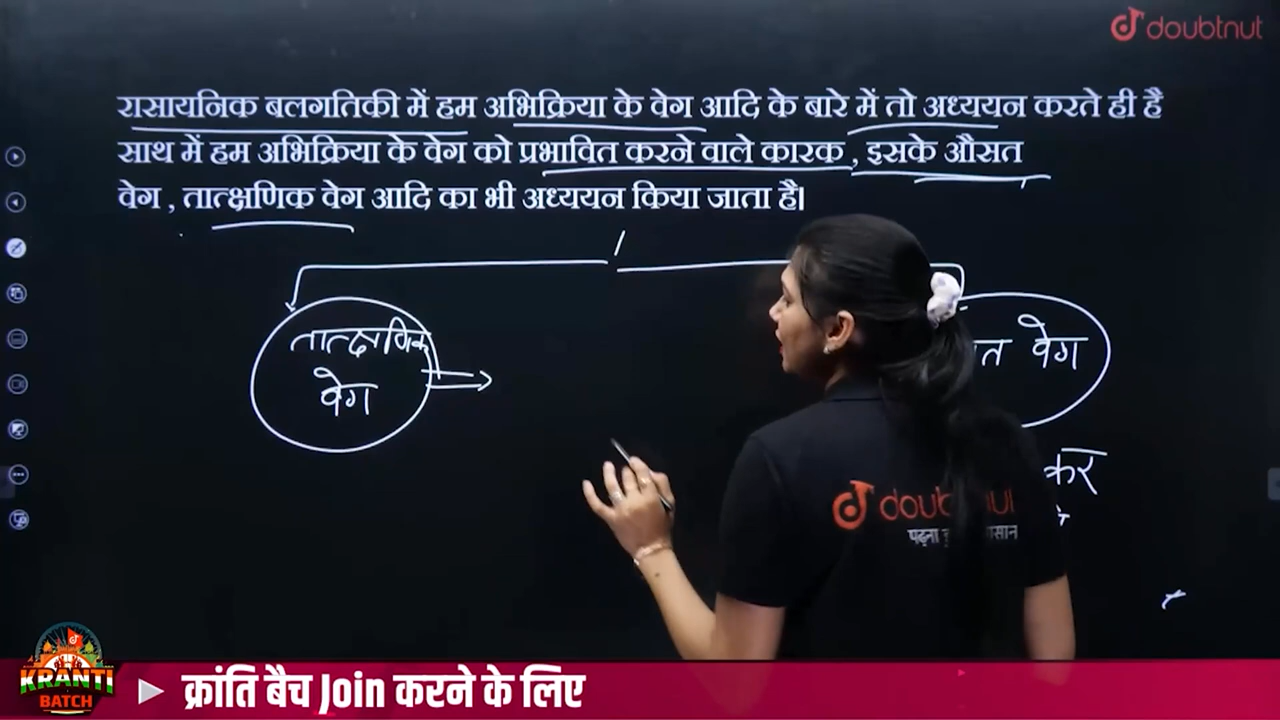 doubtnut
रासायनिक बलगतिकी में हम अभिक्रिया के वेग आदि के बारे में तो अध्ययन करते ही है
साथ में हम अभिक्रिया के वेग को प्रभावित करने वाले कारक , इसके औसत
वेग , तात्क्षणिक वेग आदि का भी अध्ययन किया जाता है।
तात्क्षणिक
वेग
त वेग
कर
doubtnut
पढ़ना
KRANTI
BATCH
क्रांति बैच Join करने के लिए